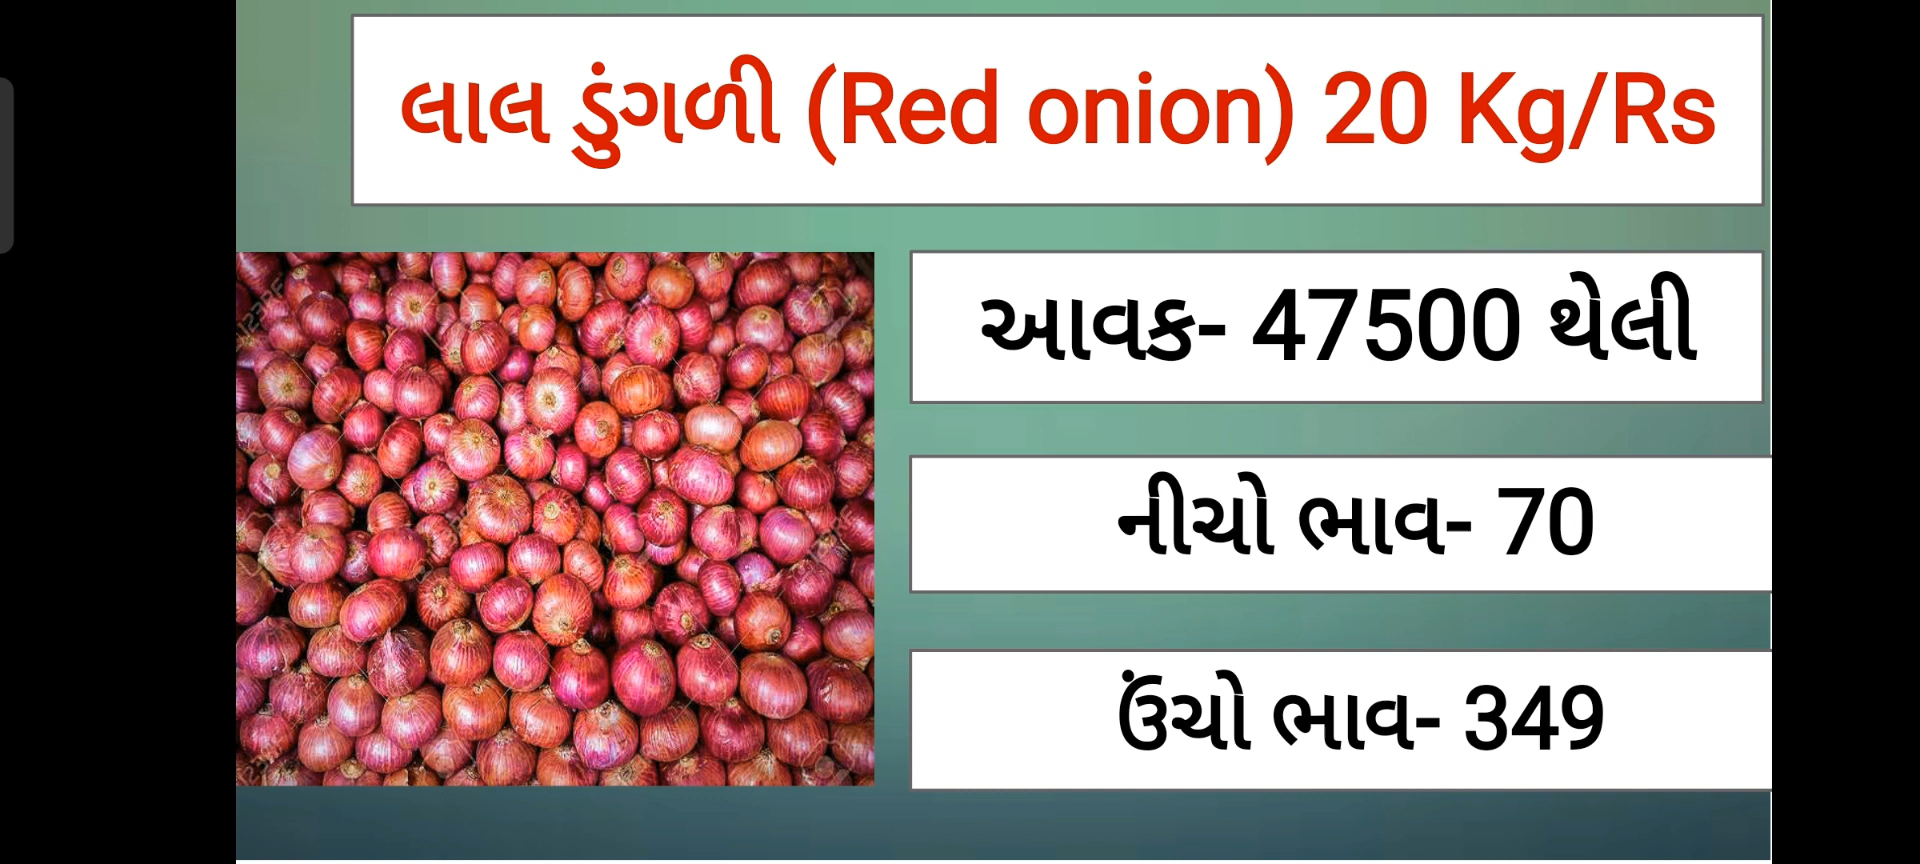 લાલ ડુંગળી (Red onion) 20 Kg/Rs
આવક- 47500 થેલી
નીચો ભાવ- 70
ઉંચો ભાવ- 349